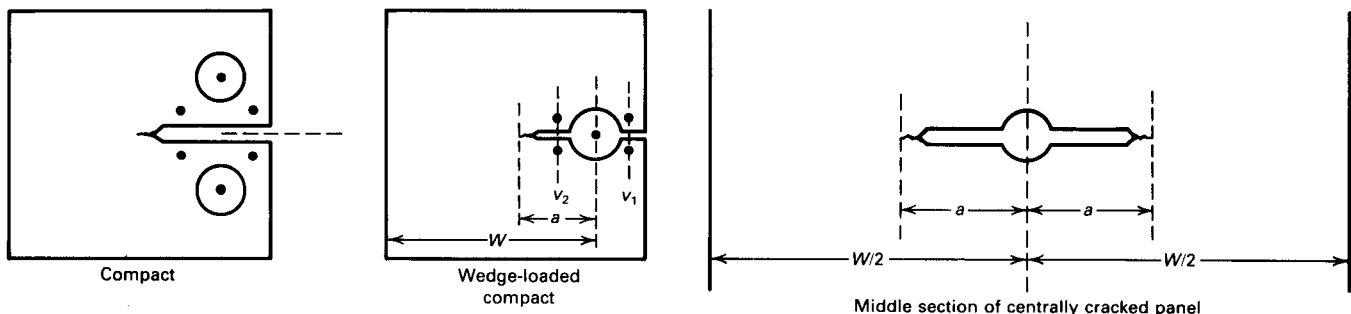 Compact
v₂
v₁
a
W
Wedge-loaded
compact
a
a
W/2
W/2
Middle section of centrally cracked panel